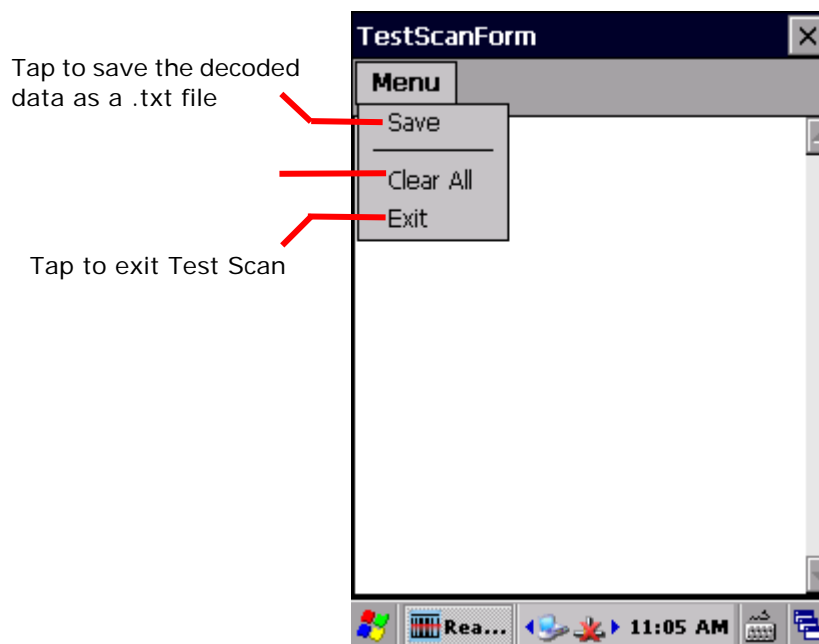 TestScanForm
Tap to save the decoded
data as a .txt file
Menu
Save
Clear All
Exit
Tap to exit Test Scan
Rea...
11:05 AM